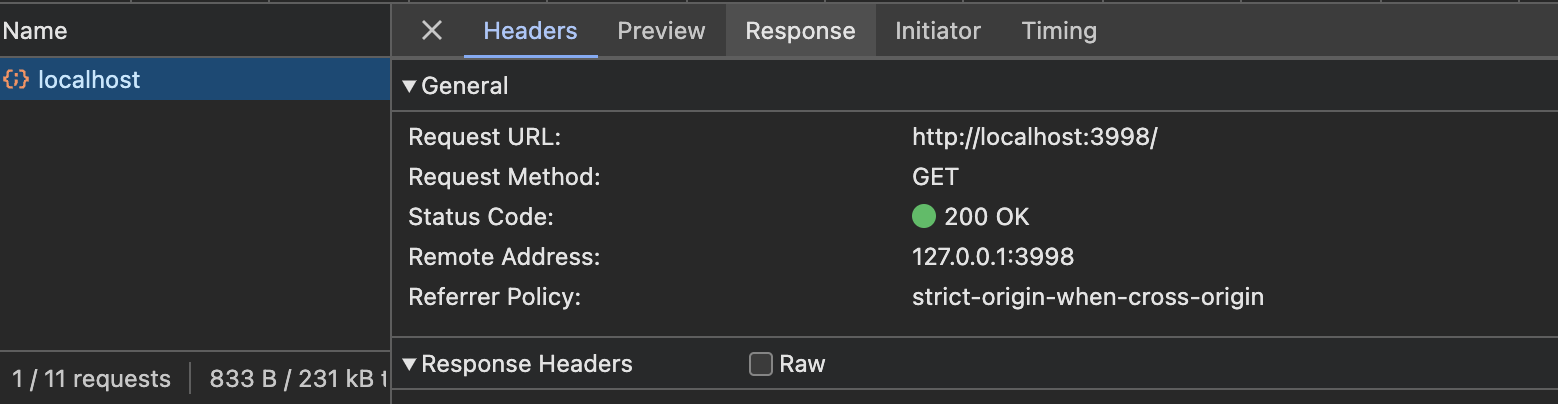 Name
Headers Preview Response Initiator Timing
localhost
General
Request URL: http://localhost:3998/
Request Method: GET
Status Code: 200 OK
Remote Address: 127.0.0.1:3998
Referrer Policy: strict-origin-when-cross-origin
Response Headers Raw
1 / 11 requests 833 B / 231 kB